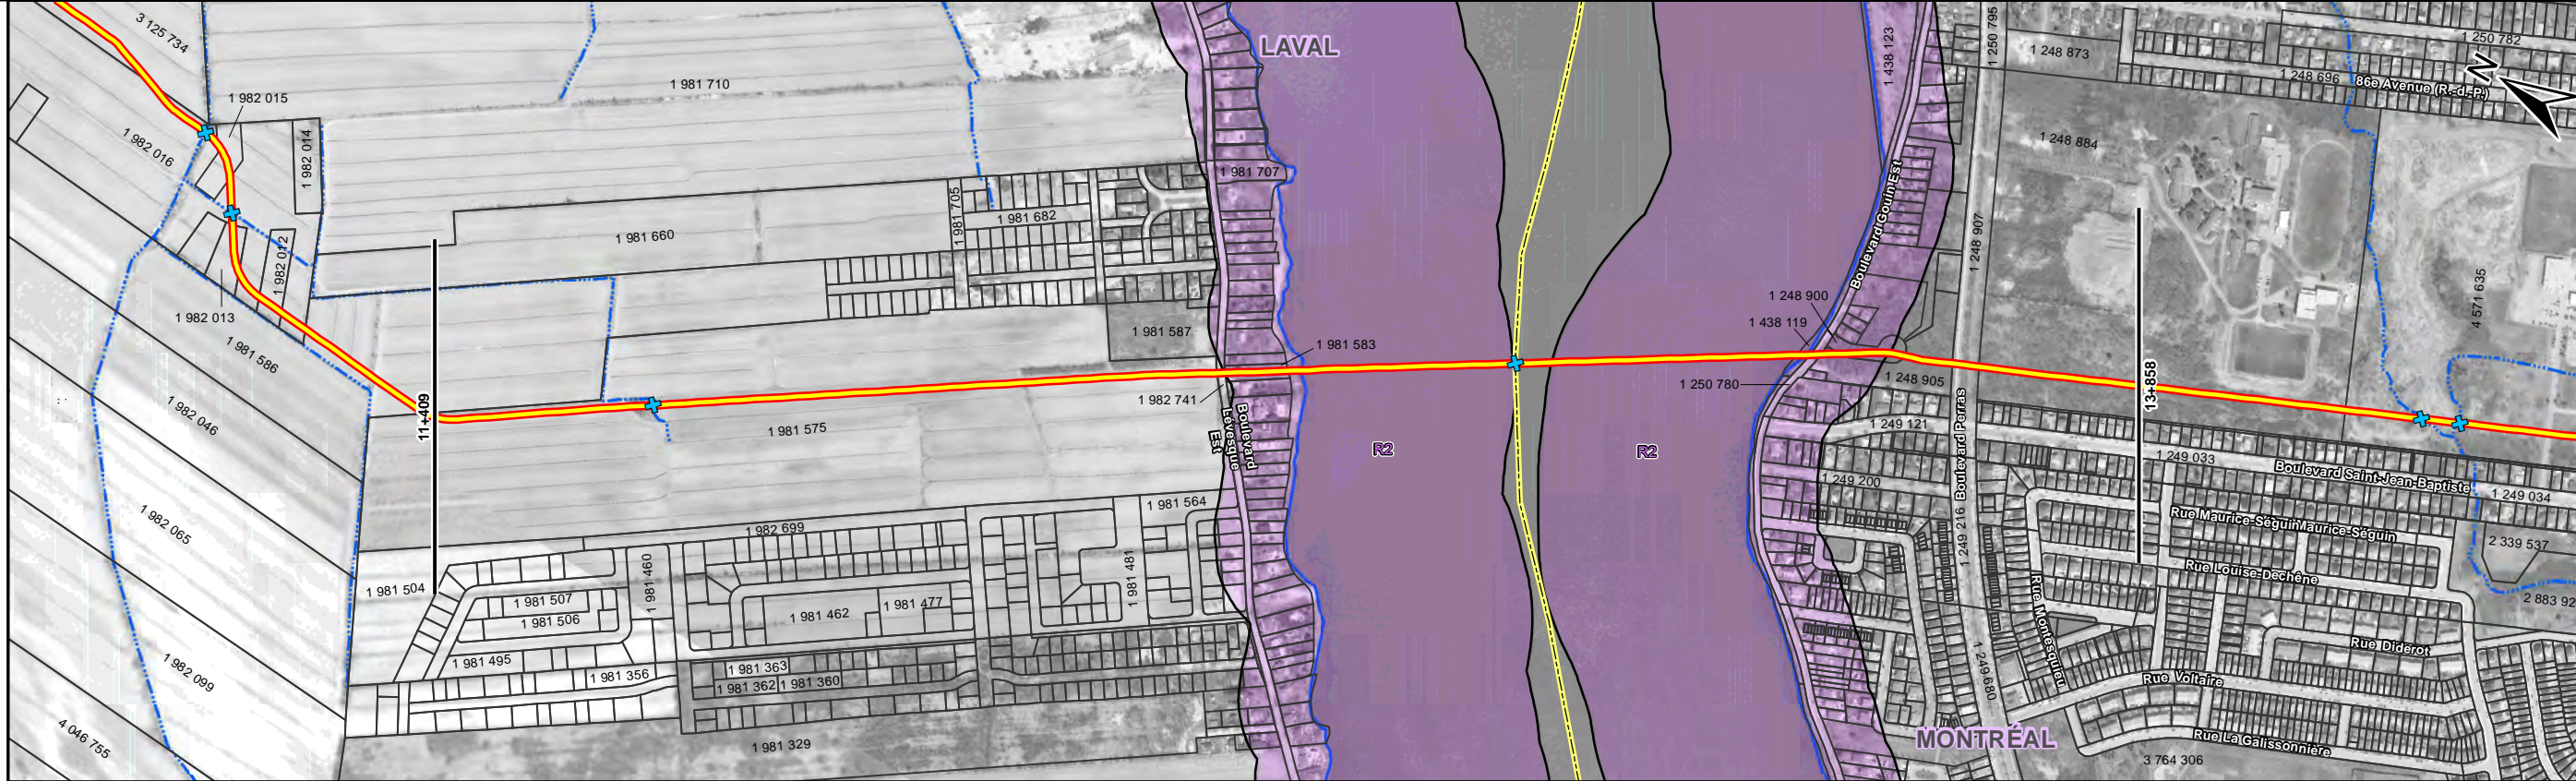 3 125 734
LAVAL
1 438 123
1 250 795
1 250 782
1 248 873
1 248 696
86e Avenue (R.-d.-P.)
N
1 981 710
1 982 015
1 982 016
1 982 014
1 248 884
1 981 707
1 981 705
1 981 682
Boulevard Gouin Est
1 248 907
1 981 660
1 982 012
1 982 013
1 981 586
1 248 900
1 438 119
4 571 635
1 981 587
1 981 583
1 250 780
1 248 905
13+858
1 982 741
11+409
1 982 046
1 981 575
Boulevard
Lévesque
Est
R2
R2
1 249 121
Boulevard Perras
1 249 033
Boulevard Saint-Jean-Baptiste
1 249 034
1 249 200
1 981 564
1 982 699
1 982 065
1 249 216
Rue Maurice-Séguin
Maurice-Séguin
2 339 537
1 981 504
1 981 460
1 981 481
Rue Louise-Dechêne
1 981 507
1 981 506
1 981 462
1 981 477
2 883 92
Rue Montesquieu
Rue Diderot
1 981 495
1 981 356
1 981 363
1 981 362
1 981 360
1 982 099
1 249 680
Rue Voltaire
4 046 755
1 981 329
MONTRÉAL
Rue La Galissonnière
3 764 306